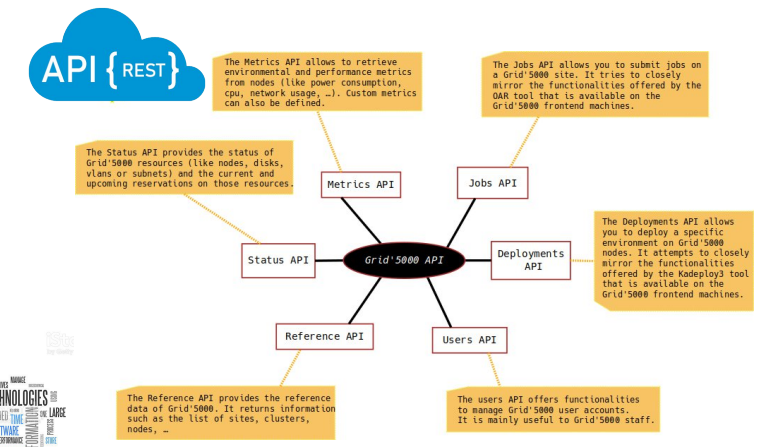 API { REST }
The Metrics API allows to retrieve
environmental and performance metrics
from nodes (like power consumption,
cpu, network usage, …). Custom metrics
can also be defined.
The Jobs API allows you to submit jobs on
a Grid'5000 site. It tries to closely
mirror the functionalities offered by the
OAR tool that is available on the
Grid'5000 frontend machines.
The Status API provides the status of
Grid'5000 resources (like nodes, disks,
vlans or subnets) and the current and
upcoming reservations on those resources.
Metrics API
Jobs API
The Deployments API allows
you to deploy a specific
environment on Grid'5000
nodes. It attempts to closely
mirror the functionalities
offered by the Kadeploy3 tool
that is available on the
Grid'5000 frontend machines.
Status API
Grid'5000 API
Deployments
API
Reference API
Users API
The Reference API provides the reference
data of Grid'5000. It returns information
such as the list of sites, clusters,
nodes, …
The users API offers functionalities
to manage Grid'5000 user accounts.
It is mainly useful to Grid'5000 staff.
MANAGE
HNOLOGIES
ONE LARGE
TIME
TWARE
STORE
PROCESS